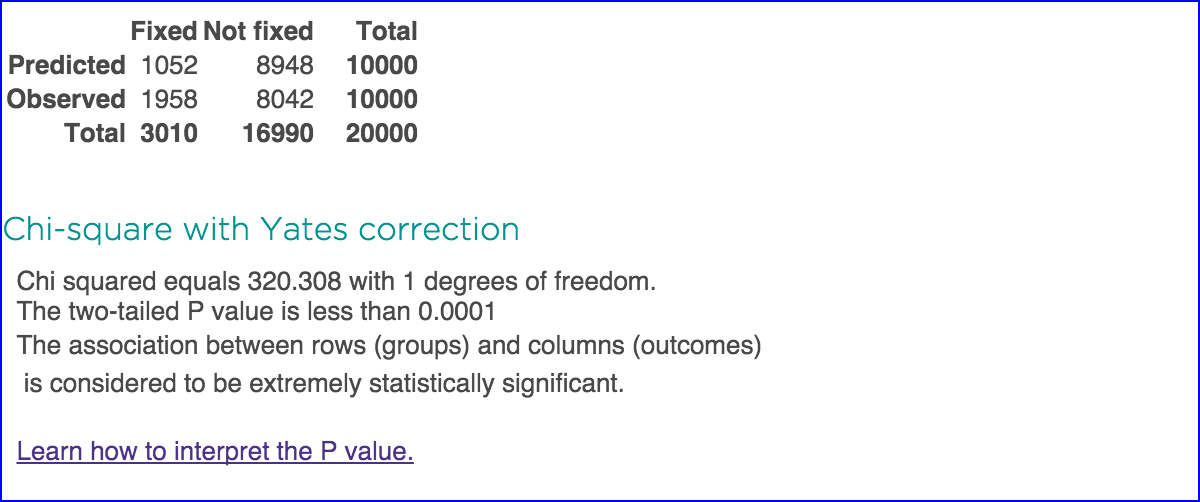 Fixed Not fixed Total
Predicted 1052 8948 10000
Observed 1958 8042 10000
Total 3010 16990 20000
Chi-square with Yates correction
Chi squared equals 320.308 with 1 degrees of freedom.
The two-tailed P value is less than 0.0001
The association between rows (groups) and columns (outcomes)
is considered to be extremely statistically significant.
Learn how to interpret the P value.